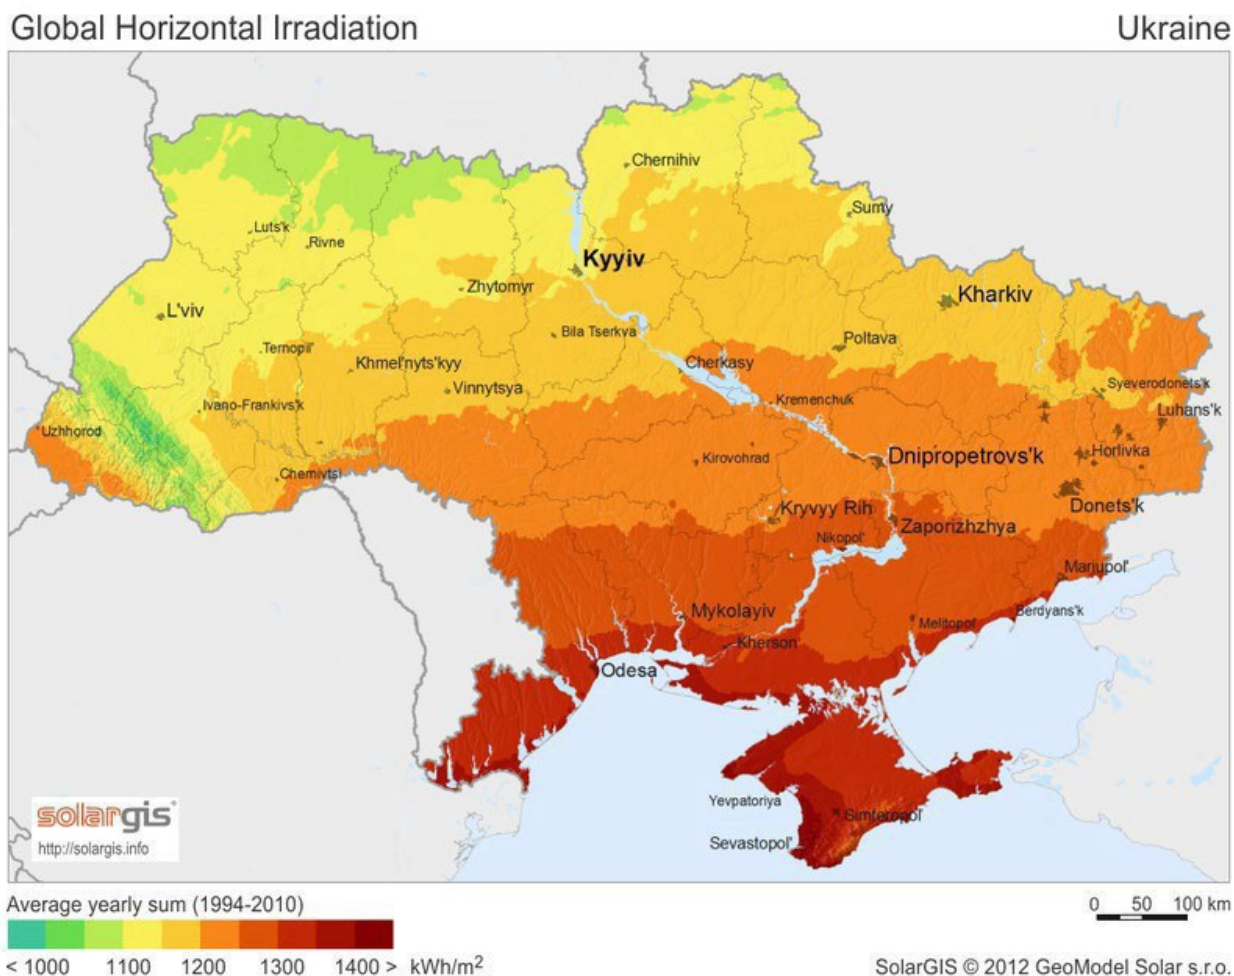 Global Horizontal Irradiation Ukraine
Chernihiv
Sumy
Luts'k
Rivne
Kyyiv
Zhytomyr
Kharkiv
L'viv
Bila Tserkva
Poltava
Ternopil'
Khmel'nyts'kyy
Cherkasy
Vinnytsya
Syeverodonets'k
Ivano-Frankivs'k
Kremenchuk
Luhans'k
Uzhhorod
Horlivka
Kirovohrad
Dnipropetrovs'k
Chernivtsi
Donets'k
Kryvyy Rih
Zaporizhzhya
Nikopol'
Mariupol'
Mykolayiv
Berdyans'k
Melitopol'
Kherson
Odesa
Yevpatoriya
Simferopol'
Sevastopol'
solargis®
http://solargis.info
Average yearly sum (1994-2010)
0 50 100 km
< 1000 1100 1200 1300 1400 > kWh/m²
SolarGIS © 2012 GeoModel Solar s.r.o.